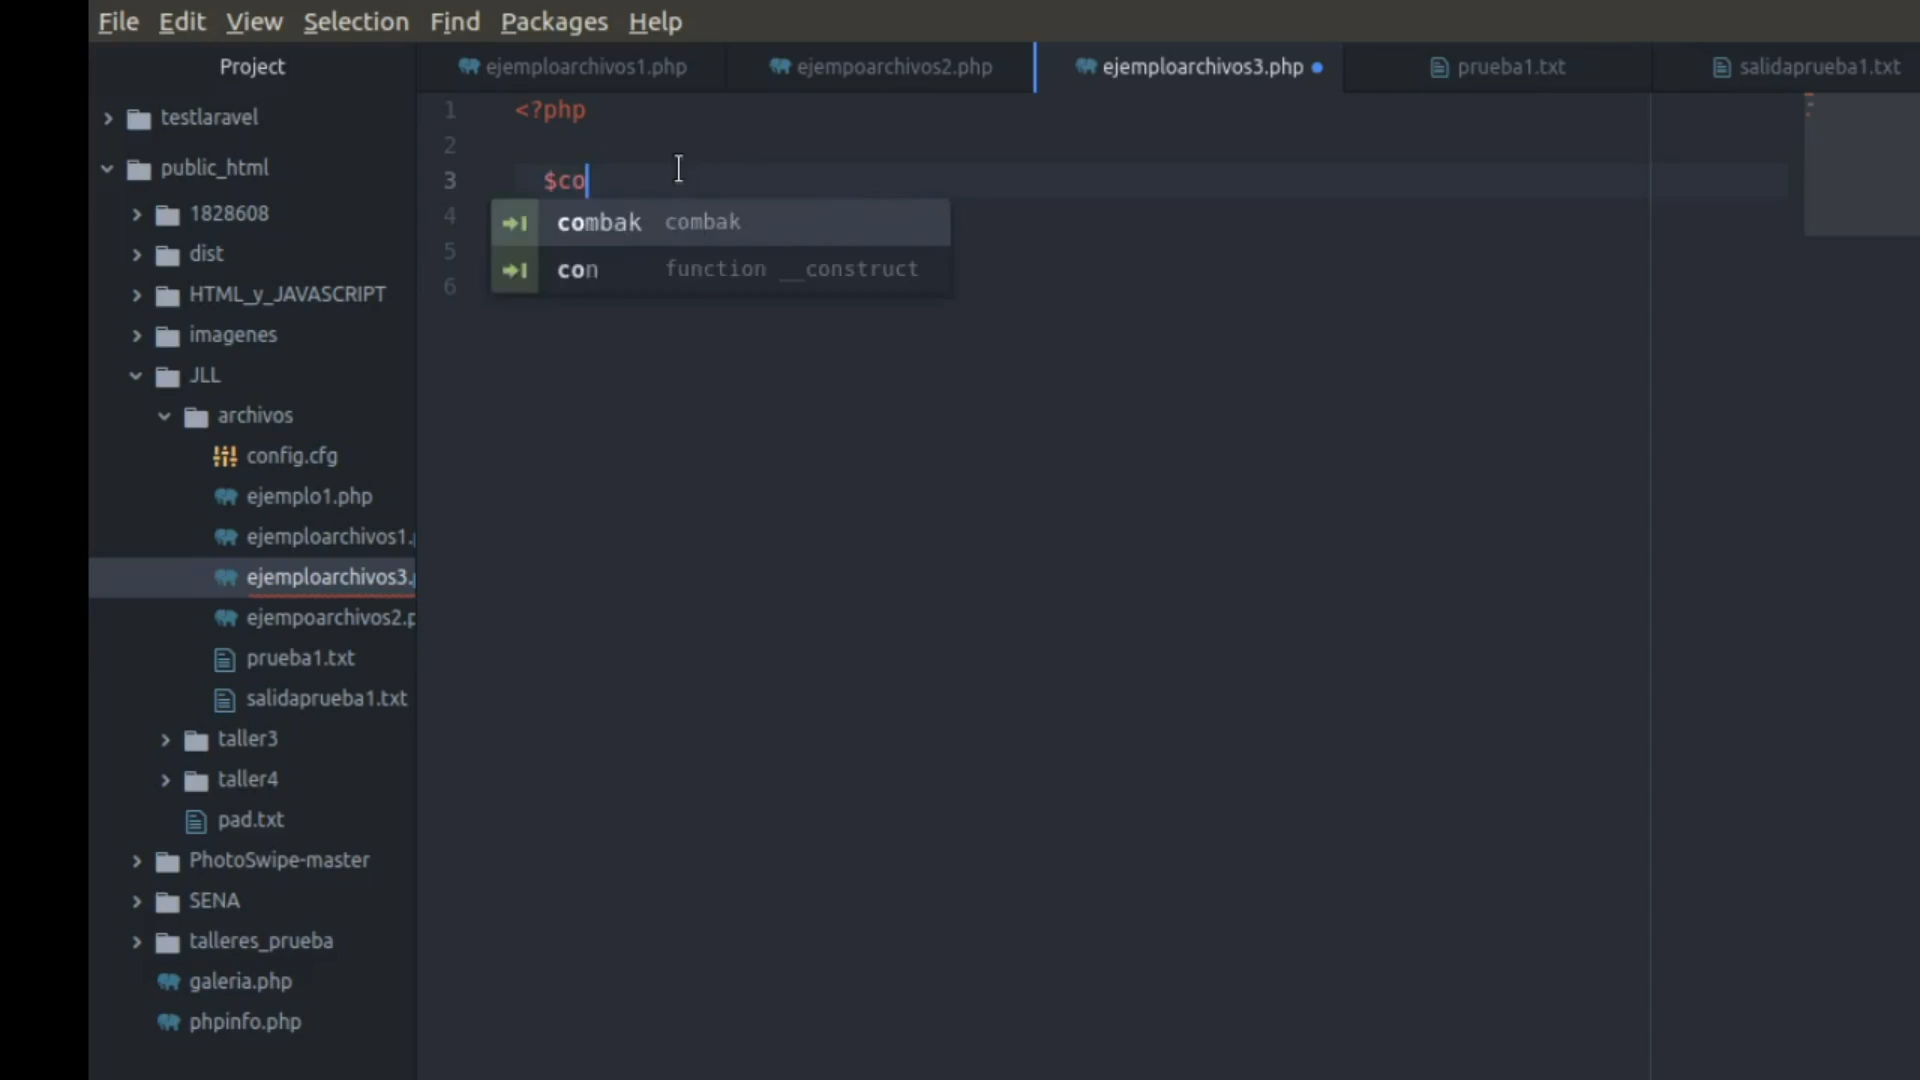 File Edit View Selection Find Packages Help
Project
ejemploarchivos1.php
ejempoarchivos2.php
ejemploarchivos3.php
prueba1.txt
salidaprueba1.txt
testlaravel
public_html
1828608
dist
HTML_y_JAVASCRIPT
imagenes
JLL
archivos
config.cfg
ejemplo1.php
ejemploarchivos1.
ejemploarchivos3.
ejempoarchivos2.p
prueba1.txt
salidaprueba1.txt
taller3
taller4
pad.txt
PhotoSwipe-master
SENA
talleres_prueba
galeria.php
phpinfo.php
1 <?php
2
3 $co
4
5
6
combak combak
con function __construct